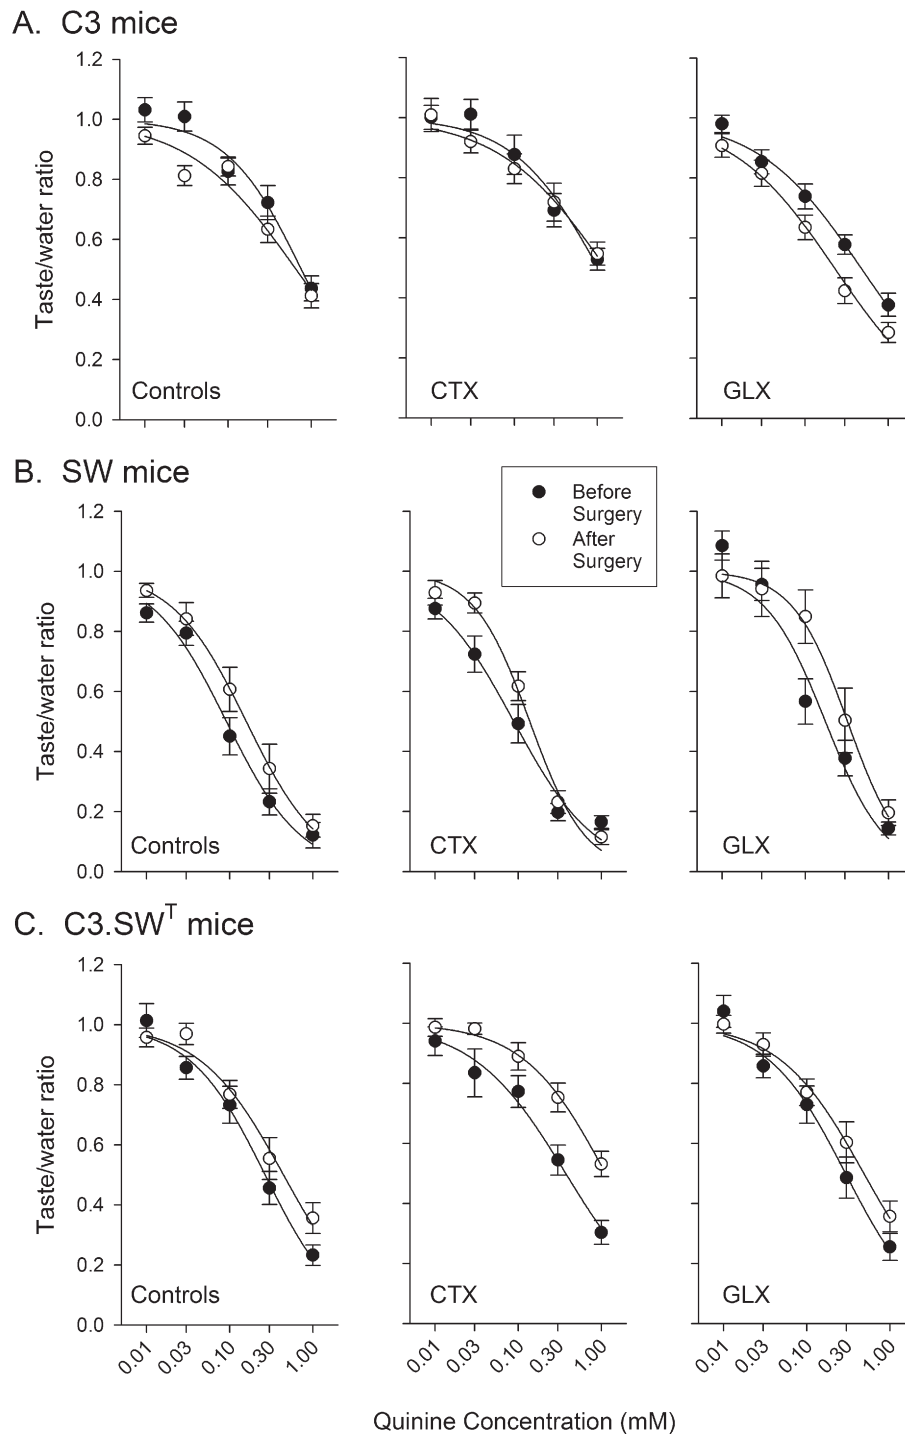 A. C3 mice
1.2
1.0
0.8
0.6
0.4
0.2
0.0
Taste/water ratio
Controls
CTX
GLX
B. SW mice
Before
Surgery
After
Surgery
1.2
1.0
0.8
0.6
0.4
0.2
0.0
Taste/water ratio
Controls
CTX
GLX
C. C3.SWT mice
1.2
1.0
0.8
0.6
0.4
0.2
0.0
Taste/water ratio
Controls
CTX
GLX
0.01 0.03 0.10 0.30 1.00
0.01 0.03 0.10 0.30 1.00
0.01 0.03 0.10 0.30 1.00
Quinine Concentration (mM)